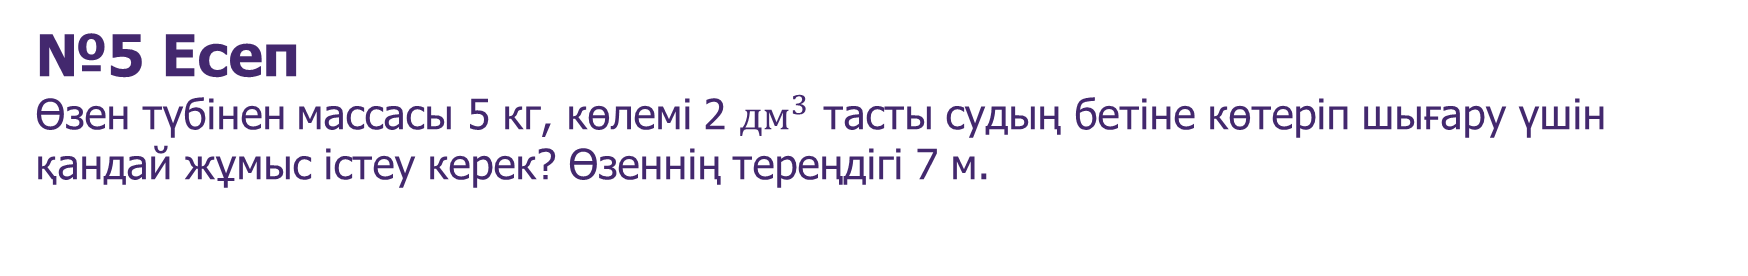 №5 Есеп
Өзен түбінен массасы 5 кг, көлемі 2 дм³ тасты судың бетіне көтеріп шығару үшін
қандай жұмыс істеу керек? Өзеннің тереңдігі 7 м.